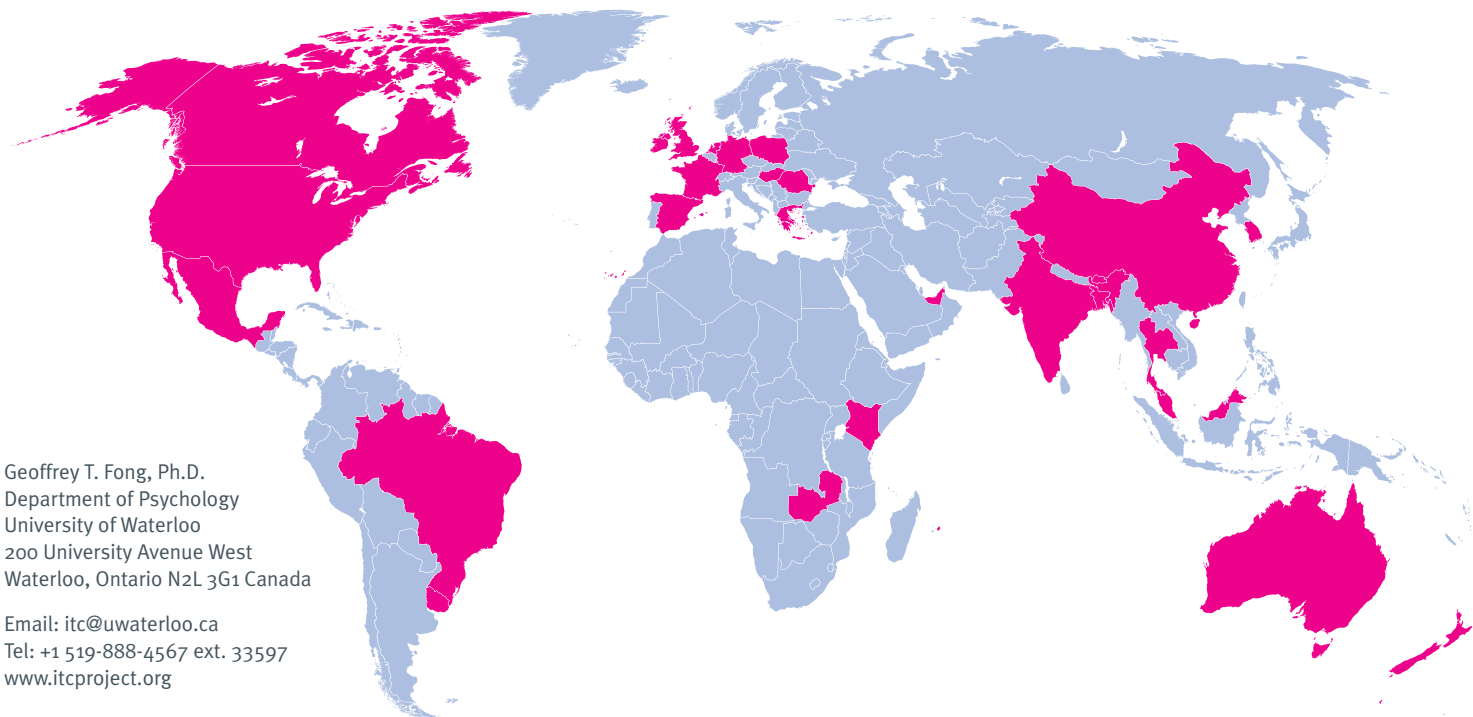 Geoffrey T. Fong, Ph.D.
Department of Psychology
University of Waterloo
200 University Avenue West
Waterloo, Ontario N2L 3G1 Canada
Email: itc@uwaterloo.ca
Tel: +1 519-888-4567 ext. 33597
www.itcproject.org